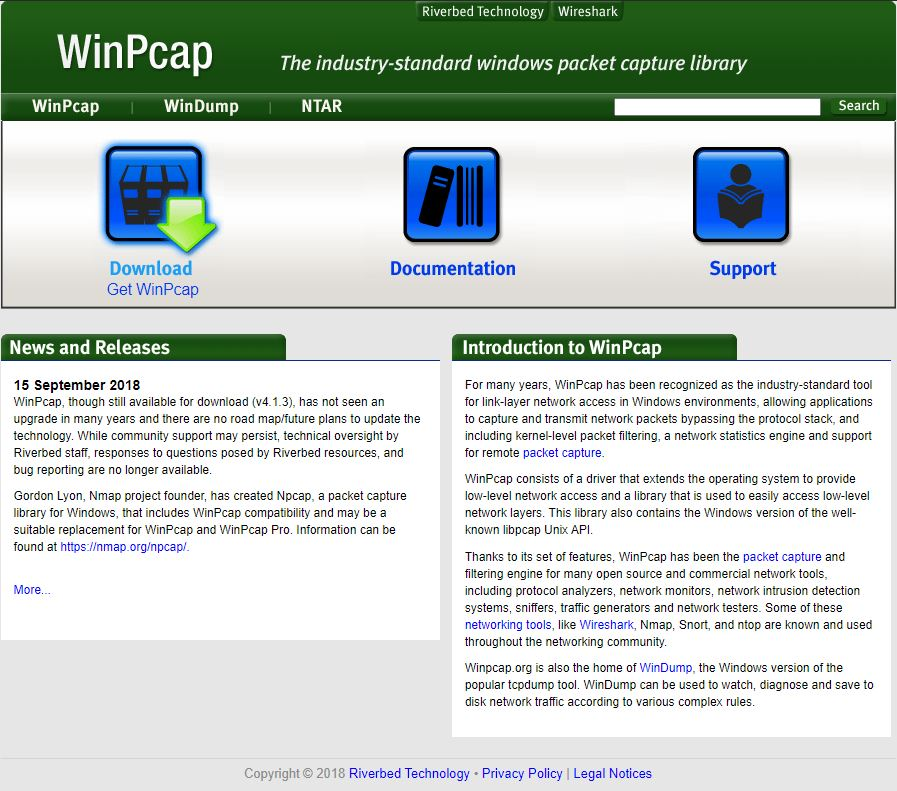 Riverbed Technology Wireshark
WinPcap
The industry-standard windows packet capture library
WinPcap | WinDump | NTAR Search
Download
Get WinPcap
Documentation
Support
News and Releases
15 September 2018
WinPcap, though still available for download (v4.1.3), has not seen an
upgrade in many years and there are no road map/future plans to update the
technology. While community support may persist, technical oversight by
Riverbed staff, responses to questions posed by Riverbed resources, and
bug reporting are no longer available.
Gordon Lyon, Nmap project founder, has created Npcap, a packet capture
library for Windows, that includes WinPcap compatibility and may be a
suitable replacement for WinPcap and WinPcap Pro. Information can be
found at https://nmap.org/npcap/.
More...
Introduction to WinPcap
For many years, WinPcap has been recognized as the industry-standard tool
for link-layer network access in Windows environments, allowing applications
to capture and transmit network packets bypassing the protocol stack, and
including kernel-level packet filtering, a network statistics engine and support
for remote packet capture.
WinPcap consists of a driver that extends the operating system to provide
low-level network access and a library that is used to easily access low-level
network layers. This library also contains the Windows version of the well-
known libpcap Unix API.
Thanks to its set of features, WinPcap has been the packet capture and
filtering engine for many open source and commercial network tools,
including protocol analyzers, network monitors, network intrusion detection
systems, sniffers, traffic generators and network testers. Some of these
networking tools, like Wireshark, Nmap, Snort, and ntop are known and used
throughout the networking community.
Winpcap.org is also the home of WinDump, the Windows version of the
popular tcpdump tool. WinDump can be used to watch, diagnose and save to
disk network traffic according to various complex rules.
Copyright © 2018 Riverbed Technology • Privacy Policy | Legal Notices